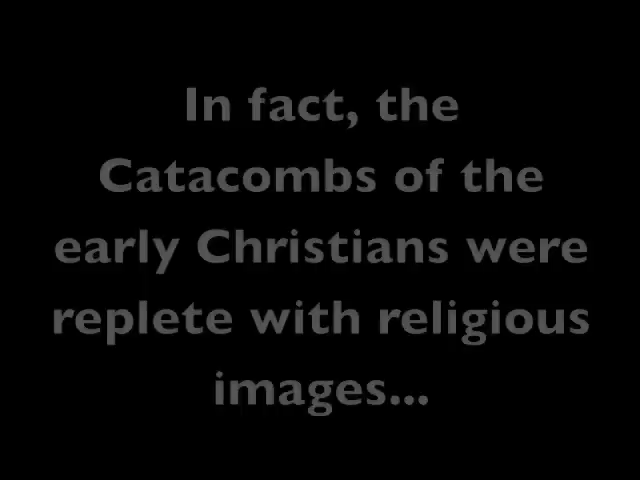 In fact, the
Catacombs of the
early Christians were
replete with religious
images...